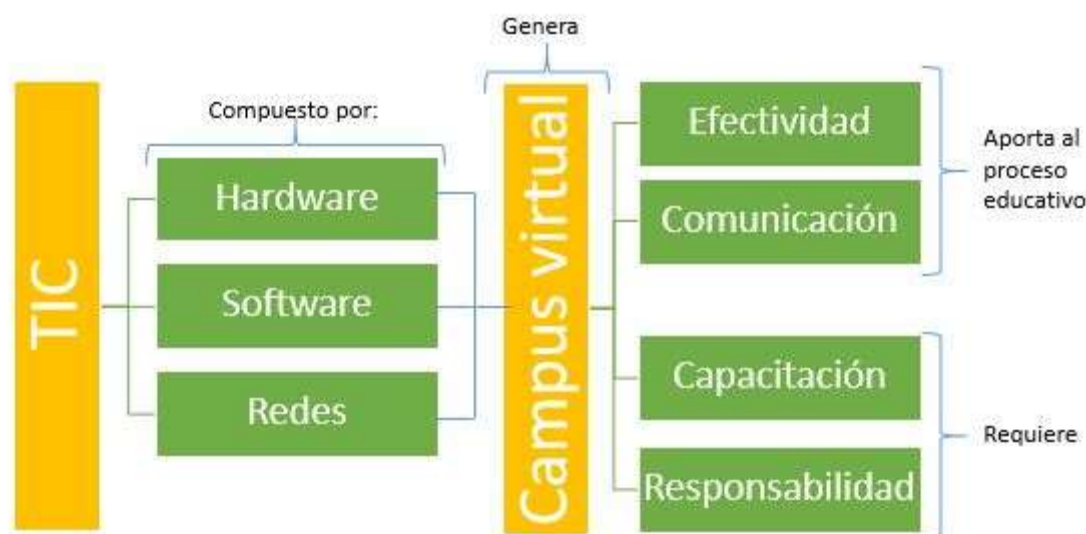 Genera
Compuesto por:
TIC
Hardware
Software
Redes
Campus virtual
Efectividad
Comunicación
Capacitación
Responsabilidad
Aporta al
proceso
educativo
Requiere